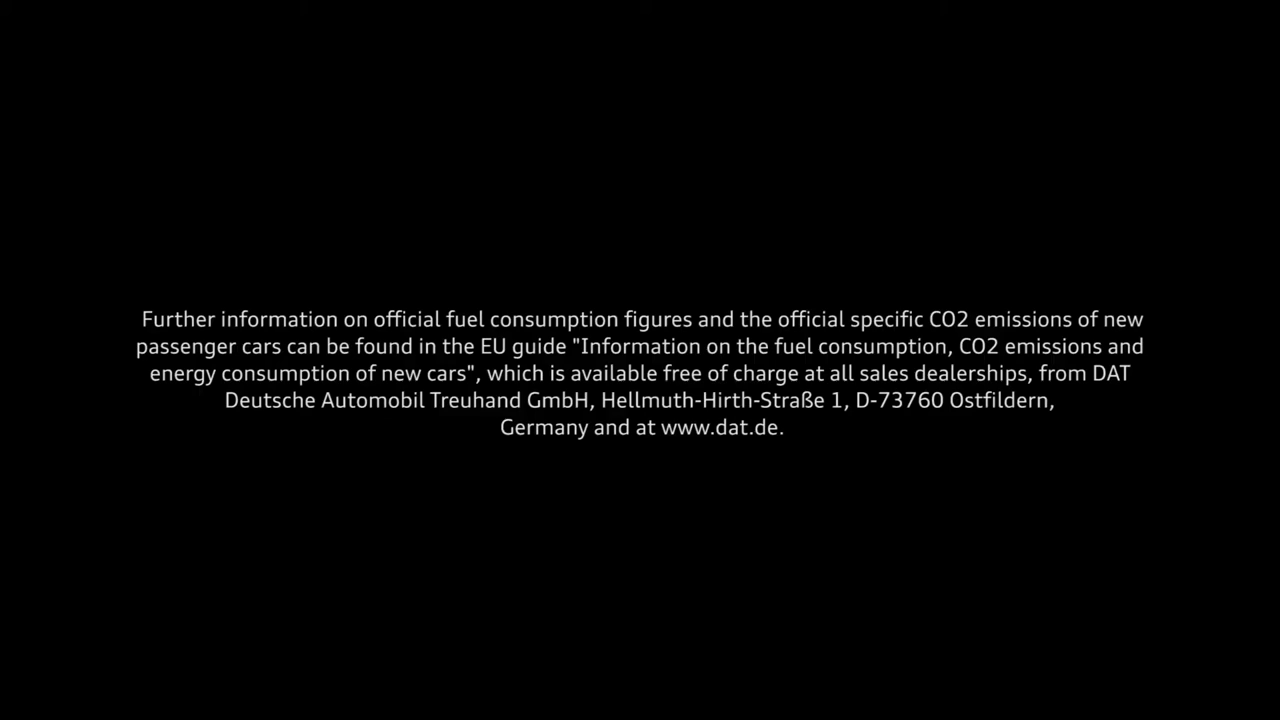 Further information on official fuel consumption figures and the official specific CO2 emissions of new
passenger cars can be found in the EU guide "Information on the fuel consumption, CO2 emissions and
energy consumption of new cars", which is available free of charge at all sales dealerships, from DAT
Deutsche Automobil Treuhand GmbH, Hellmuth-Hirth-Straße 1, D-73760 Ostfildern,
Germany and at www.dat.de.